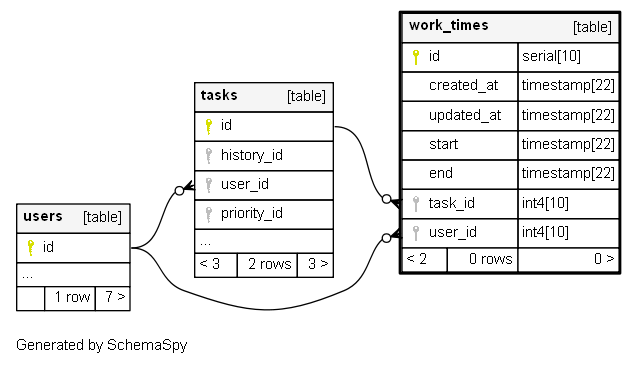 work_times [table]
id serial[10]
created_at timestamp[22]
updated_at timestamp[22]
start timestamp[22]
end timestamp[22]
task_id int4[10]
user_id int4[10]
< 2 0 rows 0 >
tasks [table]
id
history_id
user_id
priority_id
...
< 3 2 rows 3 >
users [table]
id
...
1 row 7 >
Generated by SchemaSpy